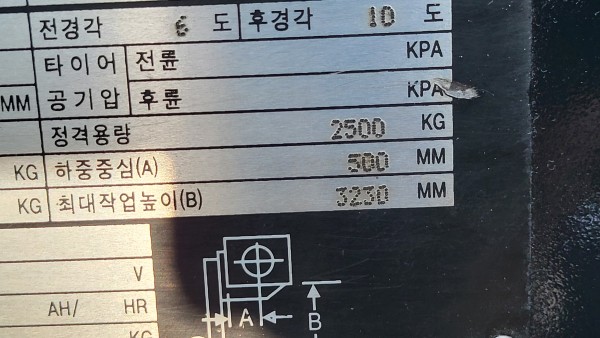 전경각 6 도 후경각 10 도
타이어 전륜 KPA
MM 공기압 후륜 KPA
정격용량 2500 KG
KG 하중중심(A) 500 MM
KG 최대작업높이(B) 3230 MM
V
AH/ HR
KG
A
B